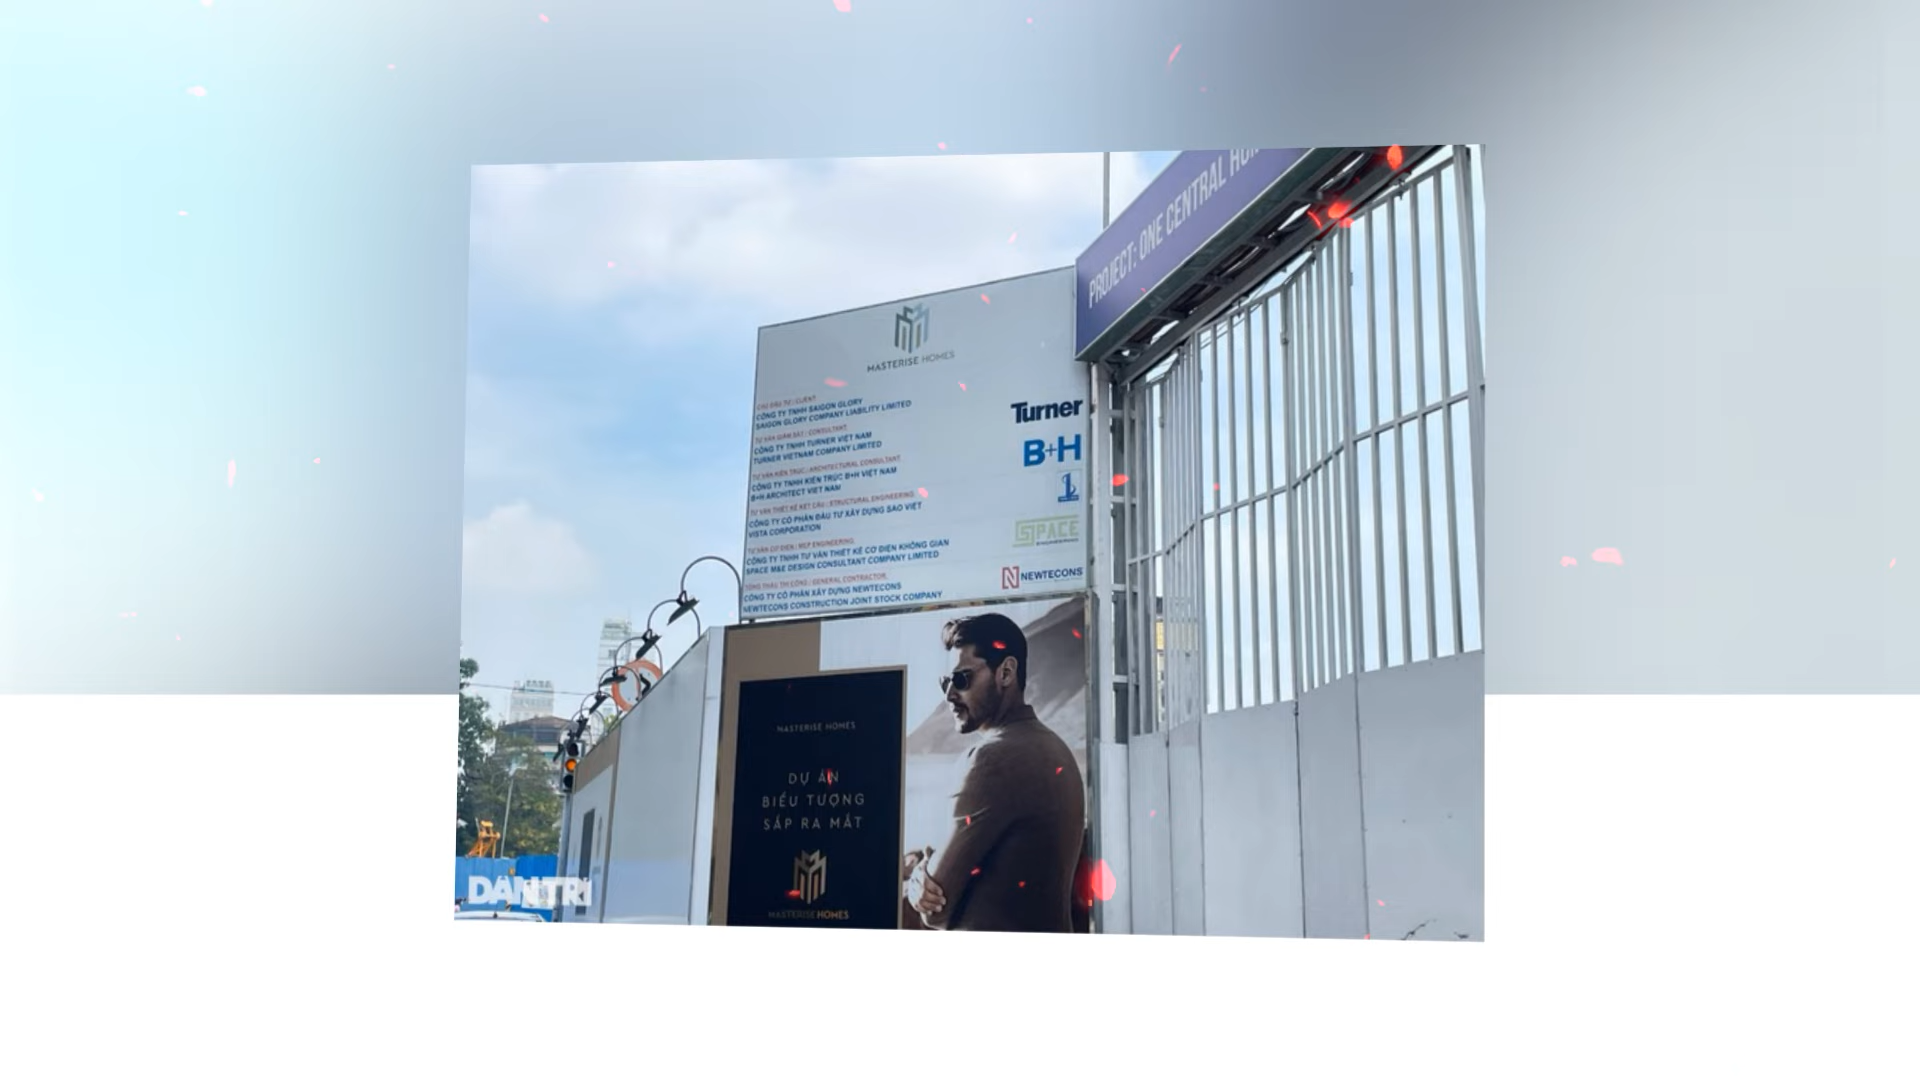 PROJECT: ONE CENTRAL
MASTERISE HOMES
CHỦ ĐẦU TƯ / CLIENT:
CÔNG TY TNHH SAIGON GLORY
SAIGON GLORY COMPANY LIABILITY LIMITED
TƯ VẤN GIÁM SÁT / CONSULTANT:
CÔNG TY TNHH TURNER VIỆT NAM
TURNER VIETNAM COMPANY LIMITED
TƯ VẤN KIẾN TRÚC / ARCHITECTURAL CONSULTANT:
CÔNG TY TNHH KIẾN TRÚC B+H VIỆT NAM
B+H ARCHITECT VIET NAM
TƯ VẤN THIẾT KẾ KẾT CẤU / STRUCTURAL ENGINEERING:
CÔNG TY CỔ PHẦN ĐẦU TƯ XÂY DỰNG SAO VIỆT
VISTA CORPORATION
TƯ VẤN CƠ ĐIỆN / MEP ENGINEERING:
CÔNG TY TNHH TƯ VẤN THIẾT KẾ CƠ ĐIỆN KHÔNG GIAN
SPACE M&E DESIGN CONSULTANT COMPANY LIMITED
TỔNG THẦU THI CÔNG / GENERAL CONTRACTOR:
CÔNG TY CỔ PHẦN XÂY DỰNG NEWTECONS
NEWTECONS CONSTRUCTION JOINT STOCK COMPANY
Turner
B+H
SPACE
NEWTECONS
MASTERISE HOMES
DỰ ÁN
BIỂU TƯỢNG
SẮP RA MẮT
MASTERISE HOMES
DÂN TRÍ